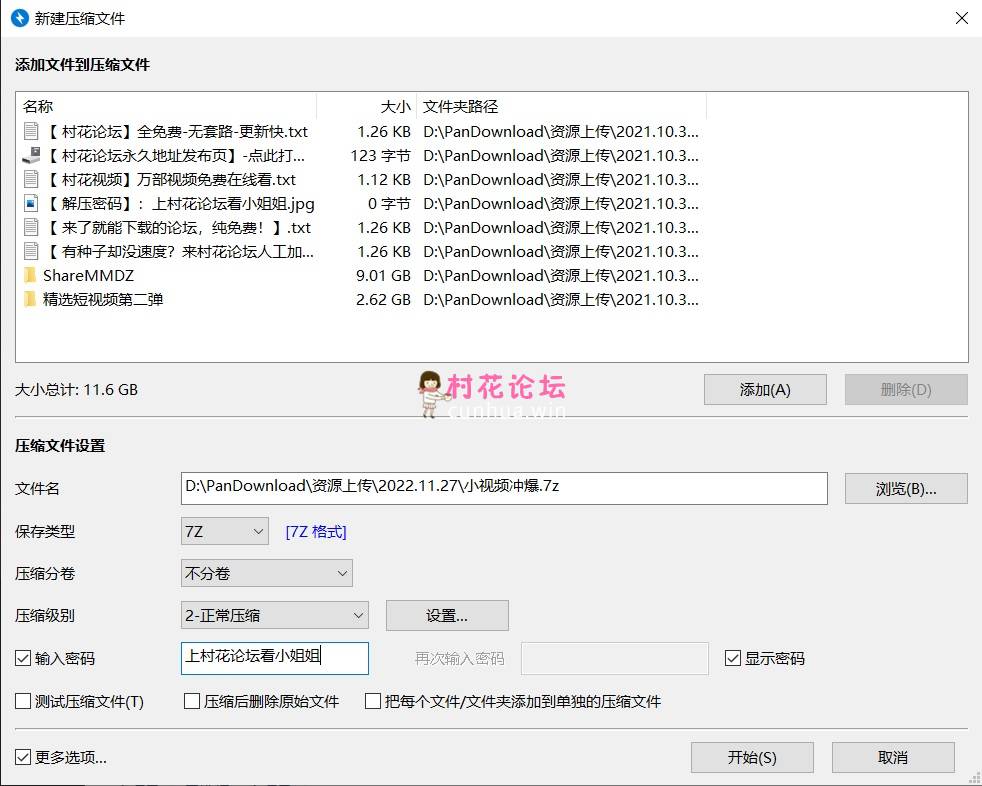 新建压缩文件
添加文件到压缩文件
名称 大小 文件夹路径
【 村花论坛】全免费-无套路-更新快.txt 1.26 KB D:\PanDownload\资源上传\2021.10.3...
【 村花论坛永久地址发布页】-点此打... 123 字节 D:\PanDownload\资源上传\2021.10.3...
【 村花视频】万部视频免费在线看.txt 1.12 KB D:\PanDownload\资源上传\2021.10.3...
【 解压密码】：上村花论坛看小姐姐.jpg 0 字节 D:\PanDownload\资源上传\2021.10.3...
【 来了就能下载的论坛，纯免费！】.txt 1.26 KB D:\PanDownload\资源上传\2021.10.3...
【 有种子却没速度？来村花论坛人工加... 1.26 KB D:\PanDownload\资源上传\2021.10.3...
ShareMMDZ 9.01 GB D:\PanDownload\资源上传\2021.10.3...
精选短视频第二弹 2.62 GB D:\PanDownload\资源上传\2021.10.3...
大小总计: 11.6 GB 村花论坛 添加(A) 删除(D)
cunhua.win
压缩文件设置
文件名 D:\PanDownload\资源上传\2022.11.27\小视频冲爆.7z 浏览(B)...
保存类型 7Z [7Z 格式]
压缩分卷 不分卷
压缩级别 2-正常压缩 设置...
输入密码 上村花论坛看小姐姐 再次输入密码 显示密码
测试压缩文件(T) 压缩后删除原始文件 把每个文件/文件夹添加到单独的压缩文件
更多选项... 开始(S) 取消